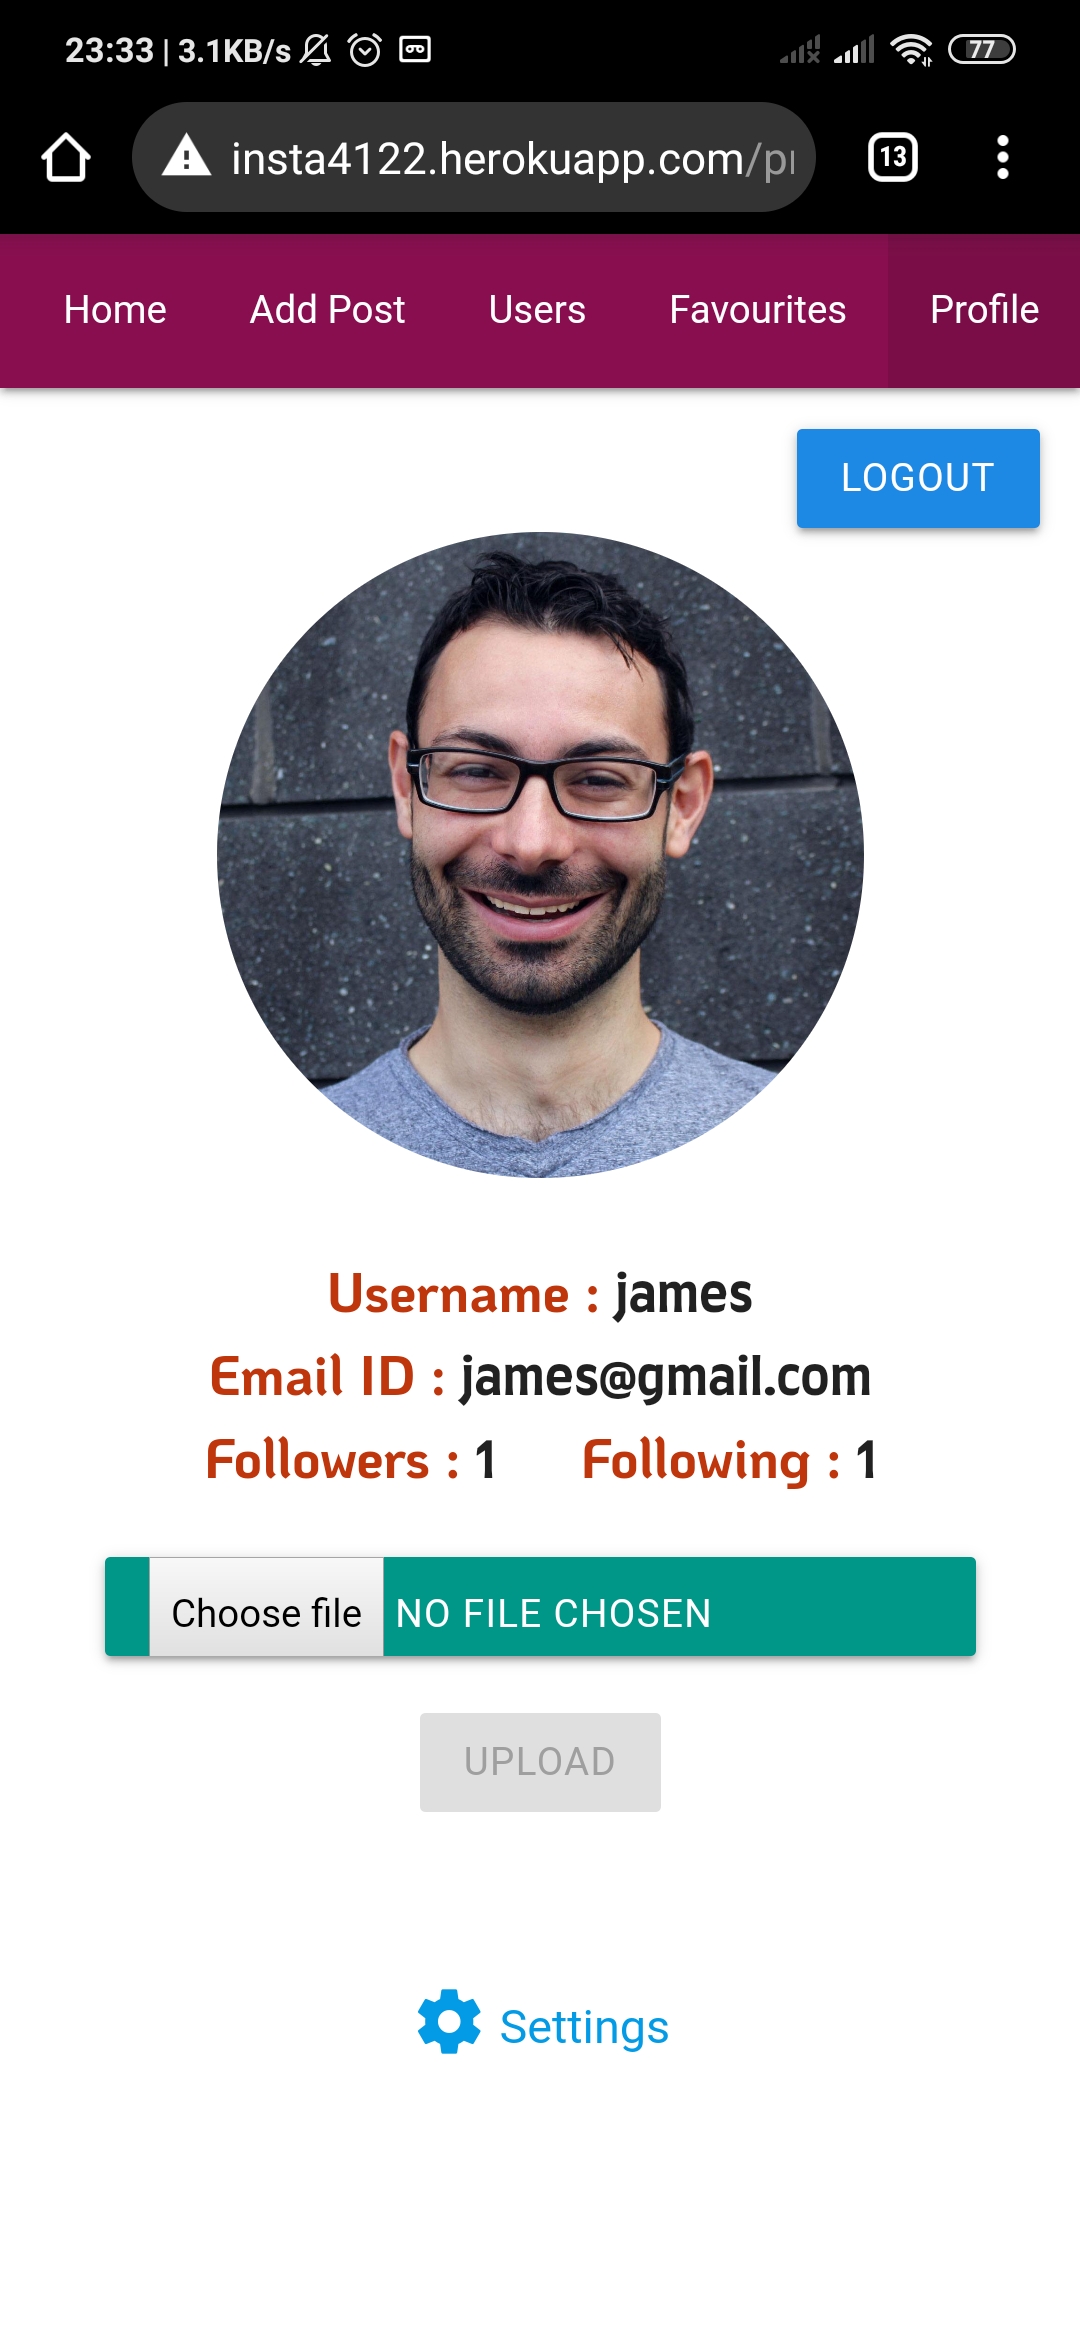 23:33 | 3.1KB/s 77
insta4122.herokuapp.com 13
Home Add Post Users Favourites Profile
LOGOUT
Username : james
Email ID : james@gmail.com
Followers : 1 Following : 1
Choose file NO FILE CHOSEN
UPLOAD
Settings